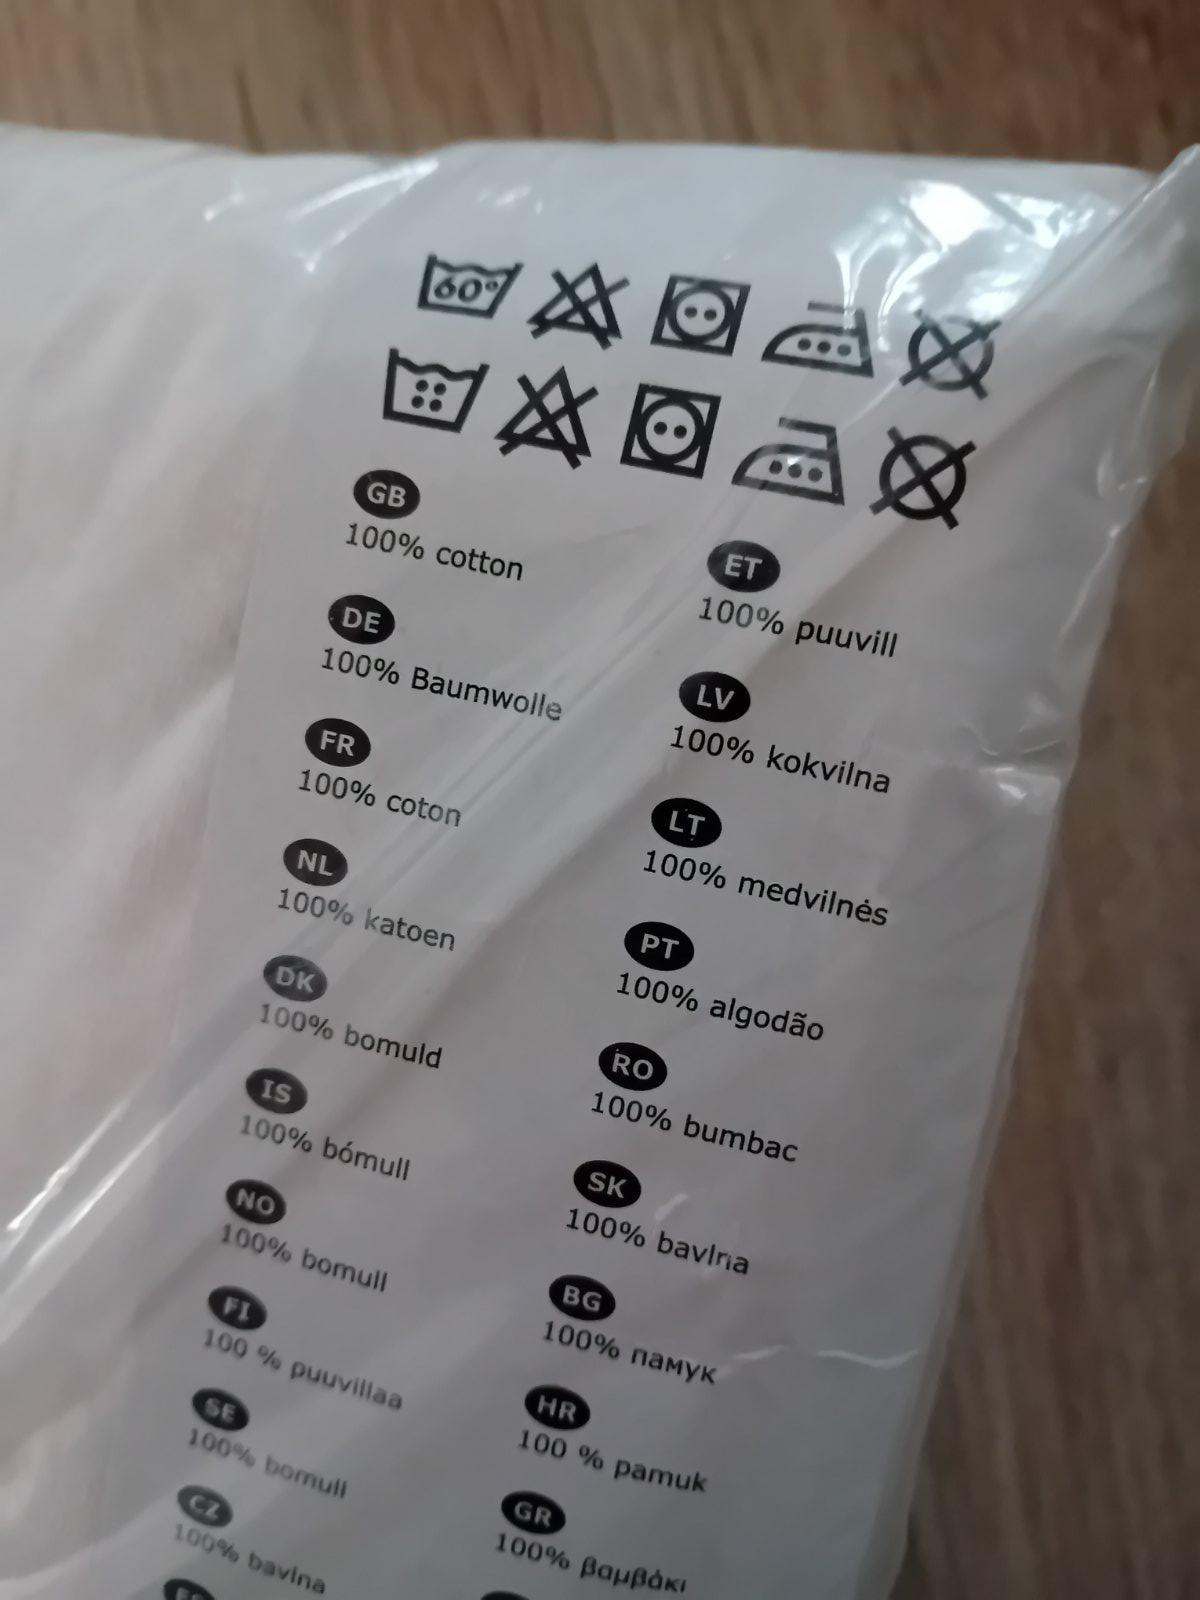 60°
GB
100% cotton
DE
100% Baumwolle
FR
100% coton
NL
100% katoen
DK
100% bomuld
IS
100% bómull
NO
100% bomull
FI
100 % puuvillaa
SE
100% bomull
CZ
100% bavlna
ES
ET
100% puuvill
LV
100% kokvilna
LT
100% medvilnės
PT
100% algodão
RO
100% bumbac
SK
100% bavlna
BG
100% памук
HR
100 % pamuk
GR
100% βαμβάκι